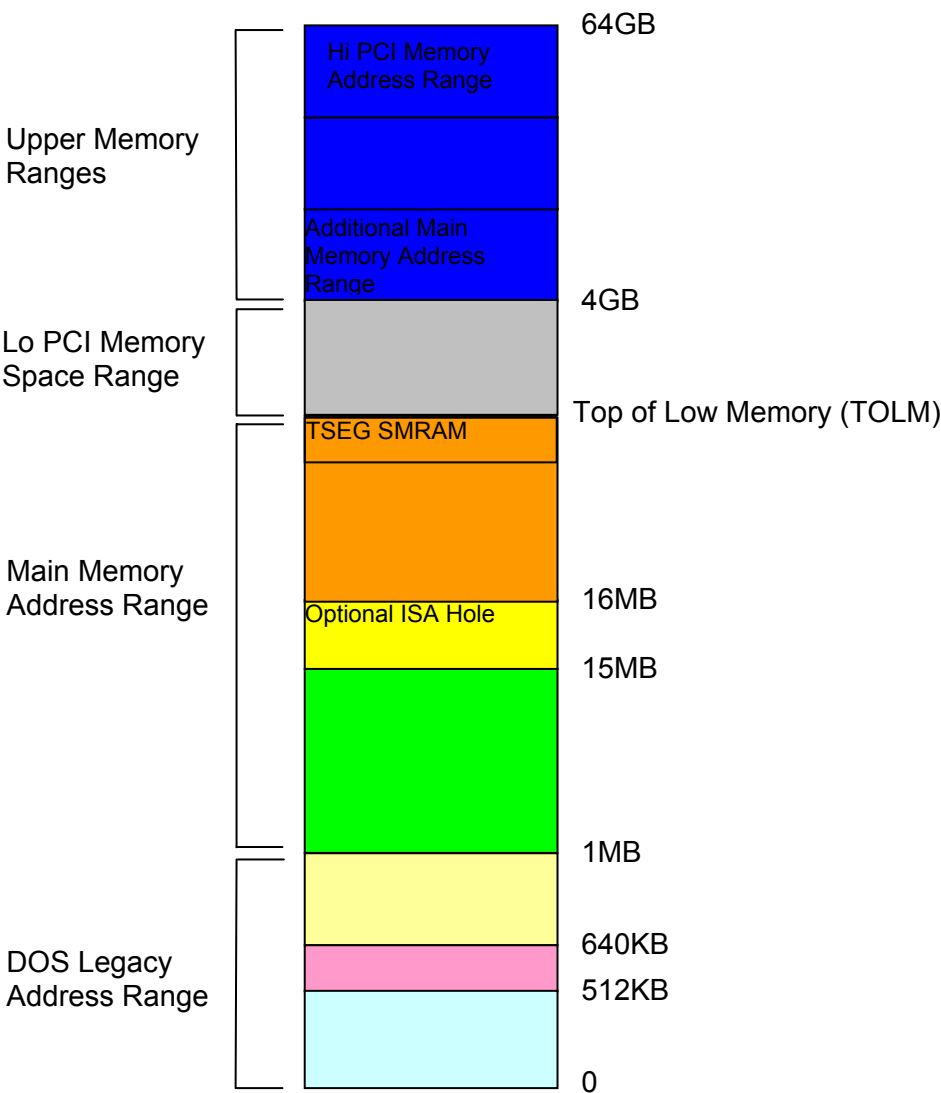 64GB
Hi PCI Memory
Address Range
Upper Memory
Ranges
Additional Main
Memory Address
Range
4GB
Lo PCI Memory
Space Range
Top of Low Memory (TOLM)
TSEG SMRAM
Main Memory
Address Range
16MB
Optional ISA Hole
15MB
1MB
640KB
DOS Legacy
Address Range
512KB
0